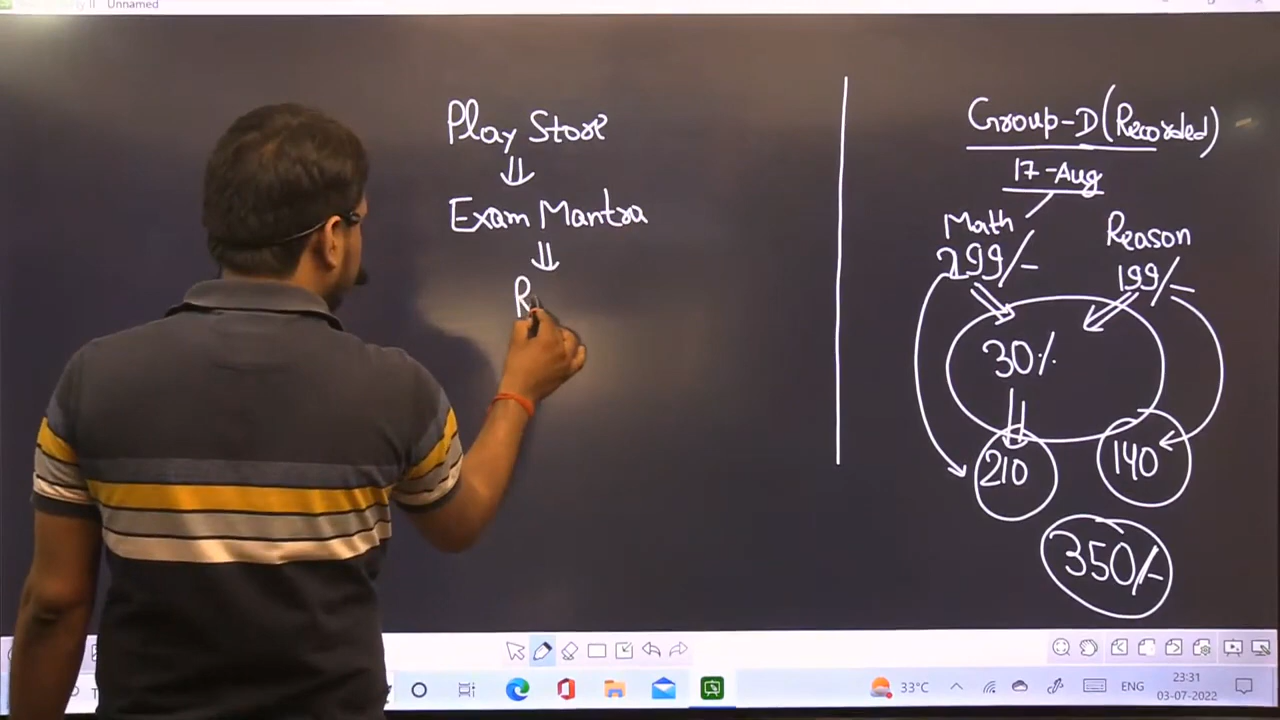 Unnamed
Play Store
Exam Mantra
R
Group-D (Recorded)
17-Aug
Math
299/-
Reason
199/-
30%
210
140
350/-
33°C
ENG
23:31
03-07-2022